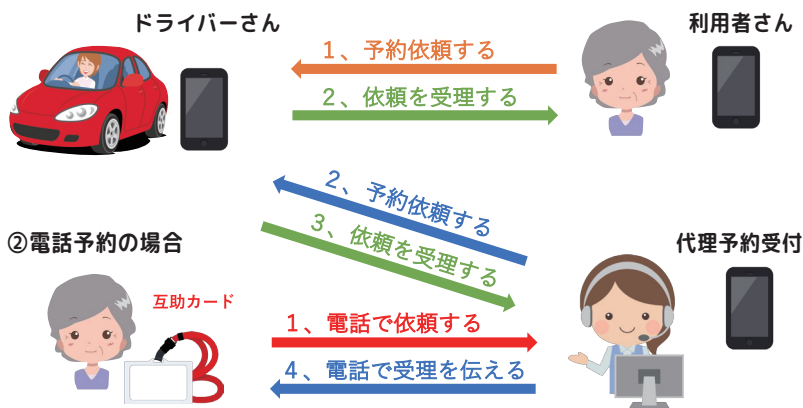 ドライバーさん
利用者さん
1、予約依頼する
2、依頼を受理する
2、予約依頼する
3、依頼を受理する
②電話予約の場合
代理予約受付
互助カード
1、電話で依頼する
4、電話で受理を伝える